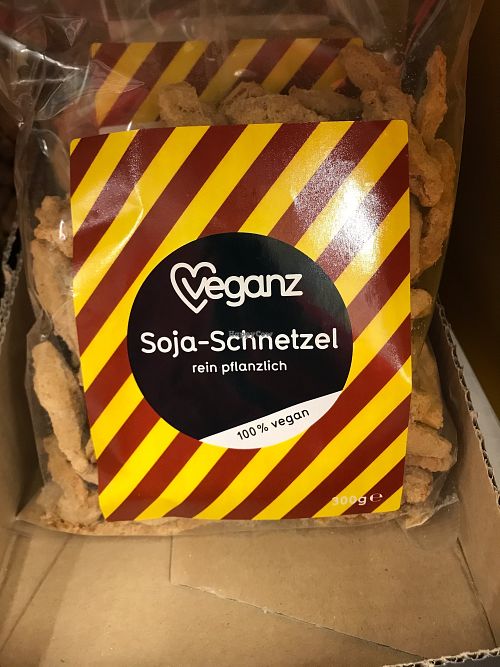 veganz
Soja-Schnetzel
rein pflanzlich
100% vegan
300g℮